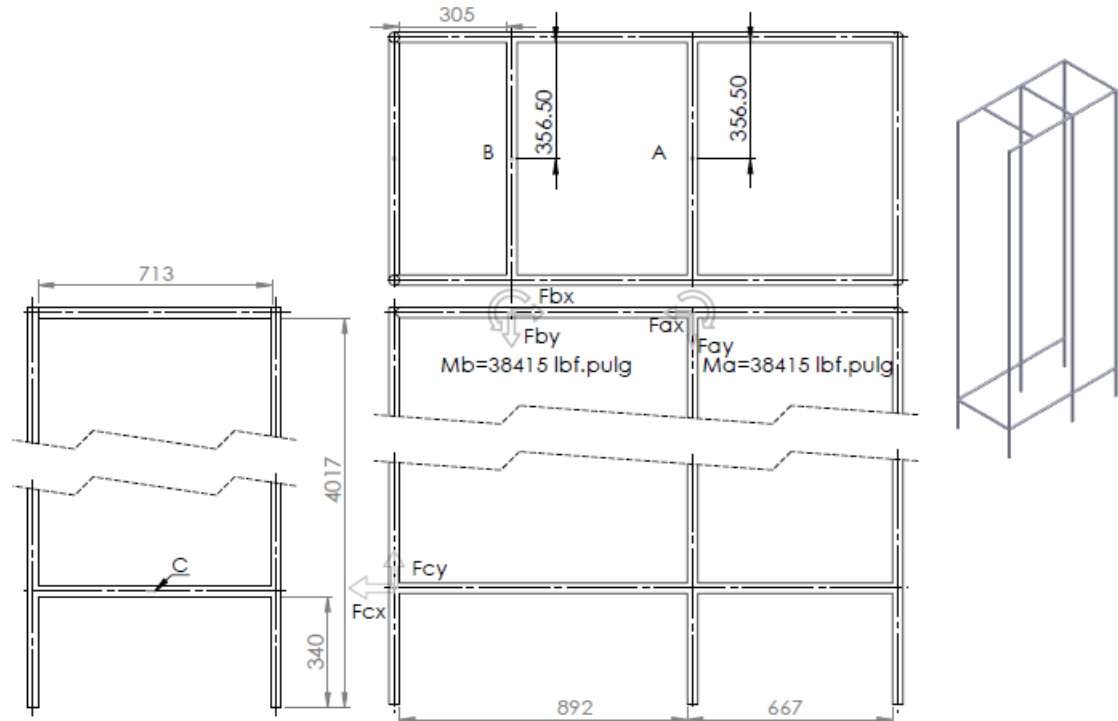 305
356.50
356.50
B
A
713
Fbx
Fax
Fby
Fay
Mb=38415 lbf.pulg
Ma=38415 lbf.pulg
4017
C
Fcy
Fcx
340
892
667